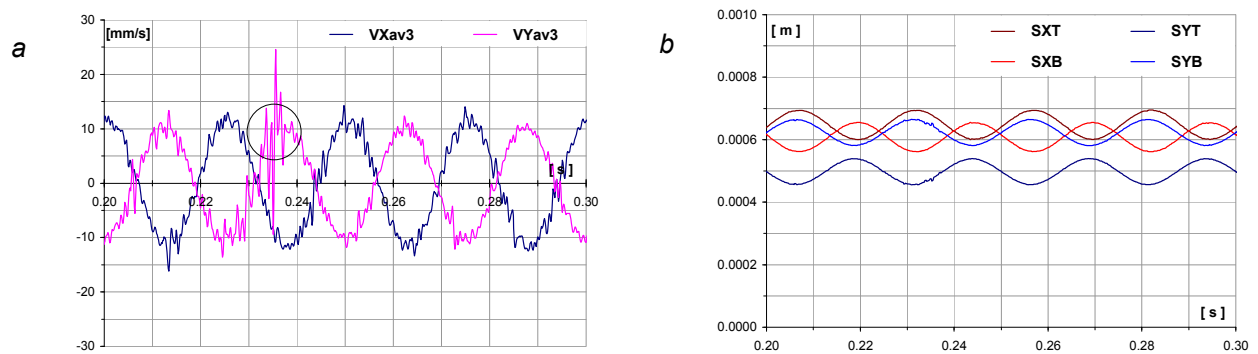 a
[mm/s]
VXav3 VYav3
30
20
10
0
-10
-20
-30
0.20 0.22 0.24 0.26 0.28 0.30
[ s ]
b
[ m ]
SXT SYT
SXB SYB
0.0010
0.0008
0.0006
0.0004
0.0002
0.0000
[ s ]
0.20 0.22 0.24 0.26 0.28 0.30